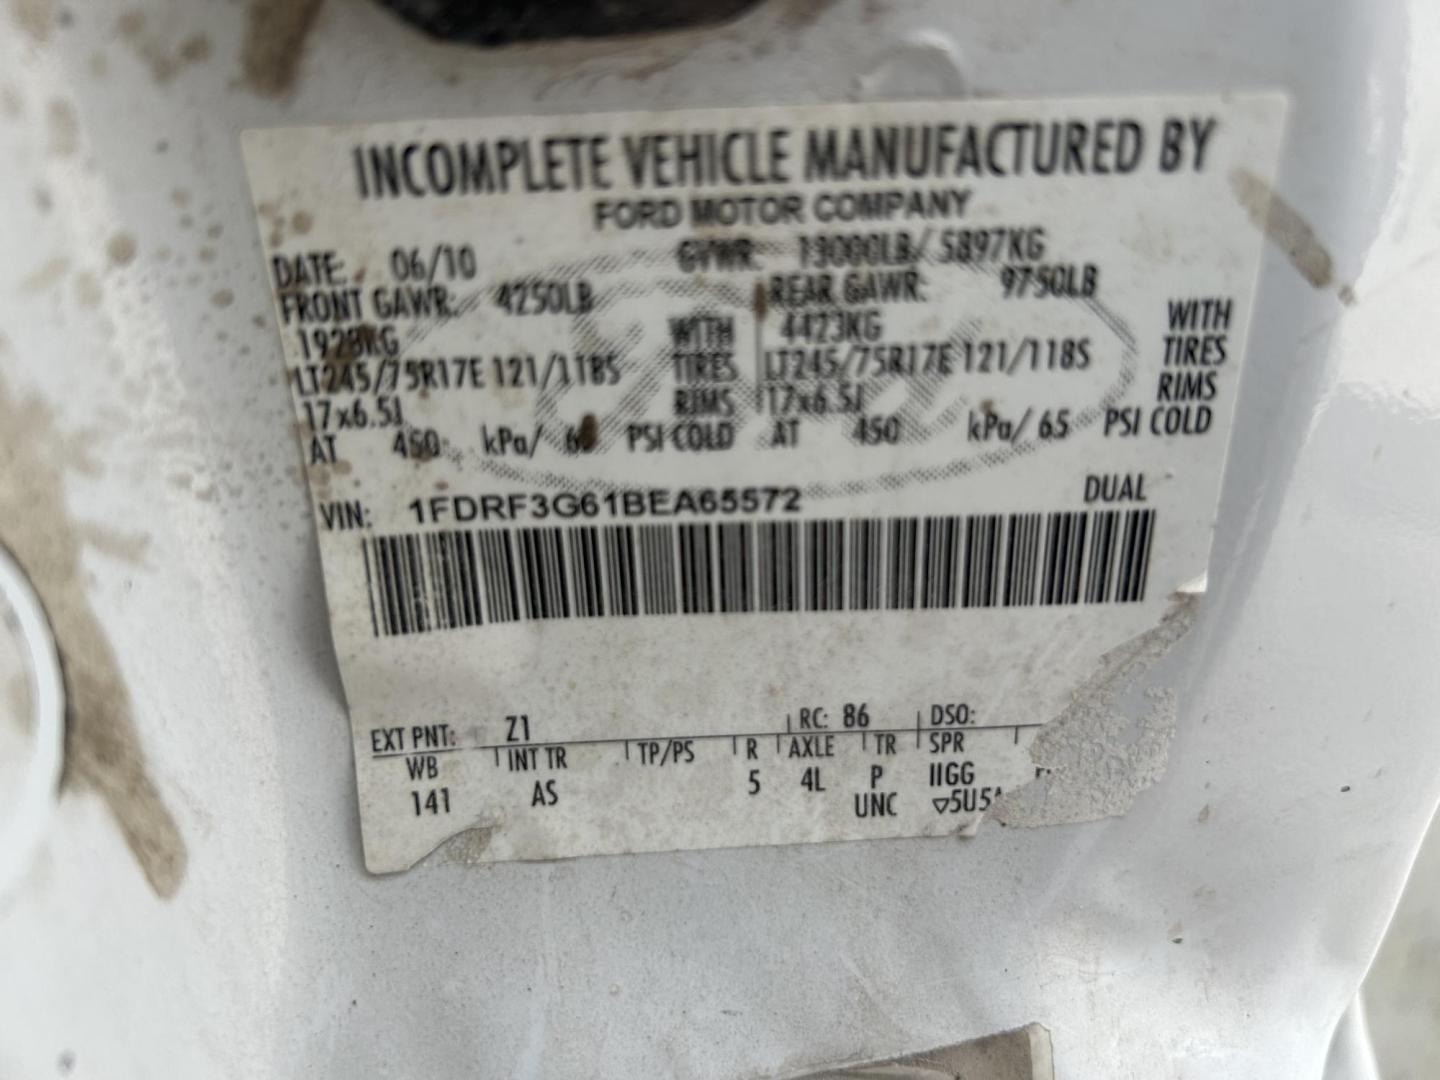 INCOMPLETE VEHICLE MANUFACTURED BY
FORD MOTOR COMPANY
DATE: 06/10 GVWR: 13000LB/ 5897KG
FRONT GAWR: 4250LB REAR GAWR: 9750LB
1928KG WITH 4423KG WITH
LT245/75R17E 121/118S TIRES LT245/75R17E 121/118S TIRES
17x6.5J RIMS 17x6.5J RIMS
AT 450 kPa/ PSI COLD AT 450 kPa/ 65 PSI COLD
VIN: 1FDRF3G61BEA65572 DUAL
EXT PNT: Z1 RC: 86 DSO:
WB INT TR TP/PS R AXLE TR SPR
141 AS 5 4L P IIGG
UNC ▽5U5